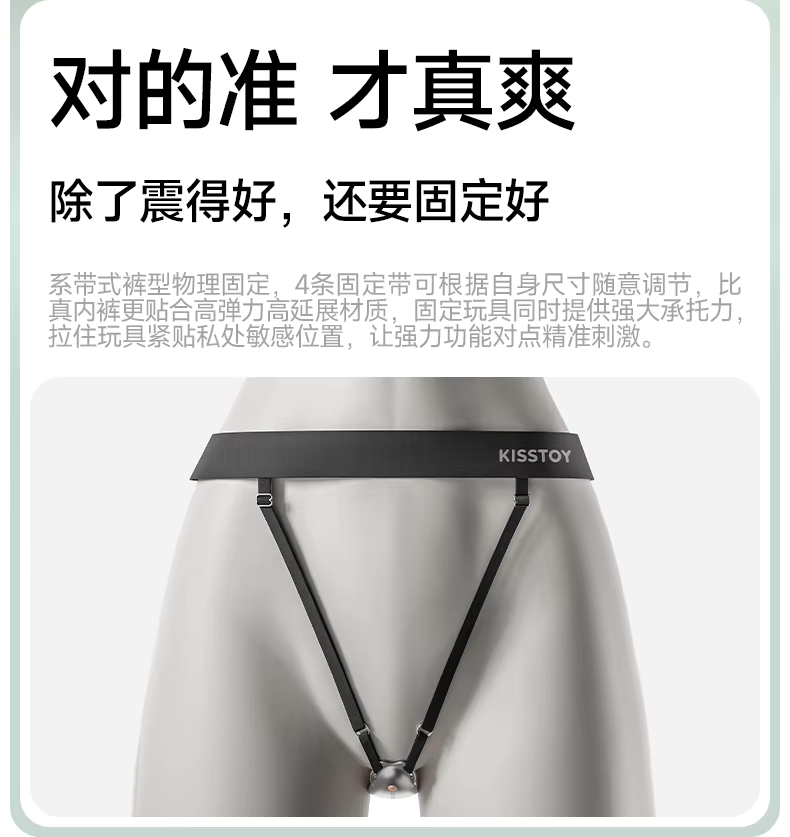 对的准 才真爽
除了震得好，还要固定好
系带式裤型物理固定，4条固定带可根据自身尺寸随意调节，比
真内裤更贴合高弹力高延展材质，固定玩具同时提供强大承托力，
拉住玩具紧贴私处敏感位置，让强力功能对点精准刺激。
KISSTOY